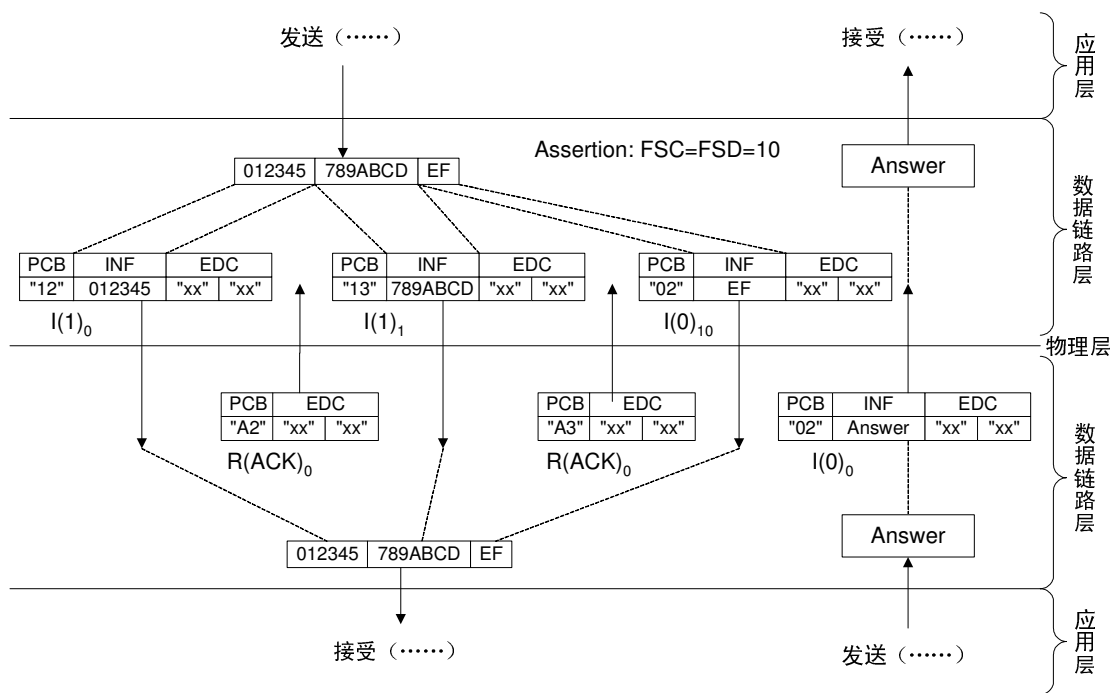 发送（……）
接受（……）
应用层
Assertion: FSC=FSD=10
012345 789ABCD EF
Answer
数据链路层
PCB INF EDC
"12" 012345 "xx" "xx"
I(1)0
PCB INF EDC
"13" 789ABCD "xx" "xx"
I(1)1
PCB INF EDC
"02" EF "xx" "xx"
I(0)10
物理层
PCB EDC
"A2" "xx" "xx"
R(ACK)0
PCB EDC
"A3" "xx" "xx"
R(ACK)0
PCB INF EDC
"02" Answer "xx" "xx"
I(0)0
数据链路层
012345 789ABCD EF
Answer
接受（……）
发送（……）
应用层